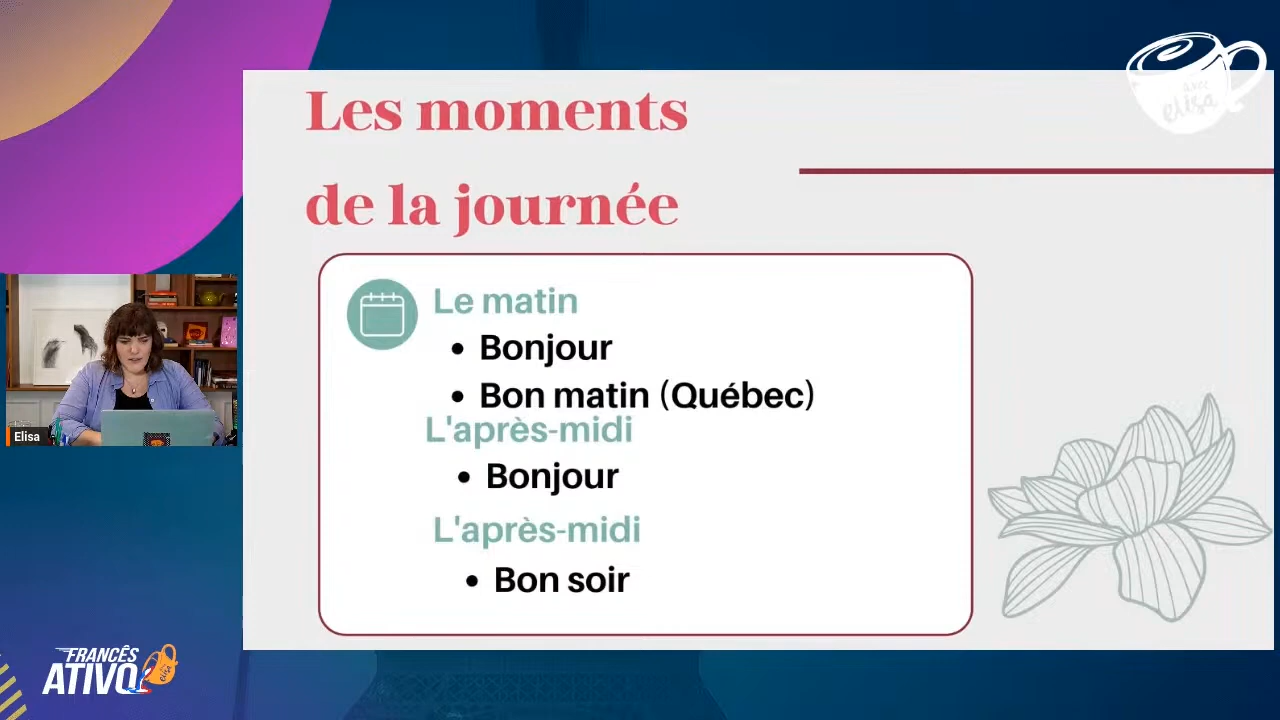 avec
elisa
Les moments
de la journée
Le matin
• Bonjour
• Bon matin (Québec)
L'après-midi
• Bonjour
L'après-midi
• Bon soir
Elisa
FRANCÊS
ATIVO
elisa